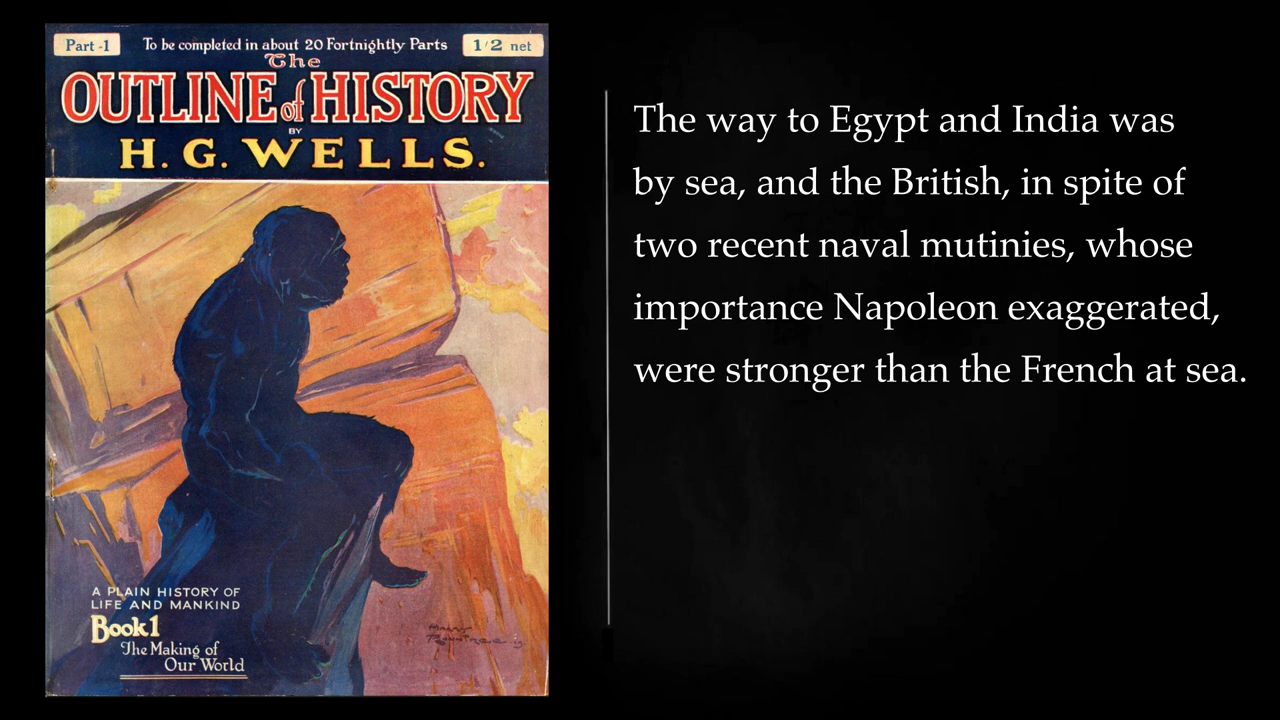 Part -1
To be completed in about 20 Fortnightly Parts
1/2 net
The
OUTLINE of HISTORY
BY
H. G. WELLS.
A PLAIN HISTORY OF
LIFE AND MANKIND
Book 1
The Making of
Our World
The way to Egypt and India was
by sea, and the British, in spite of
two recent naval mutinies, whose
importance Napoleon exaggerated,
were stronger than the French at sea.